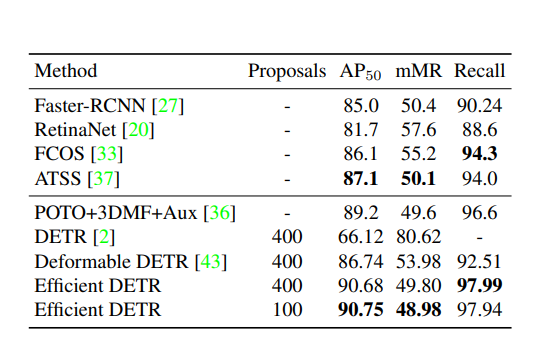 Method Proposals AP50 mMR Recall
Faster-RCNN [27] - 85.0 50.4 90.24
RetinaNet [20] - 81.7 57.6 88.6
FCOS [33] - 86.1 55.2 94.3
ATSS [37] - 87.1 50.1 94.0
POTO+3DMF+Aux [36] - 89.2 49.6 96.6
DETR [2] 400 66.12 80.62 -
Deformable DETR [43] 400 86.74 53.98 92.51
Efficient DETR 400 90.68 49.80 97.99
Efficient DETR 100 90.75 48.98 97.94